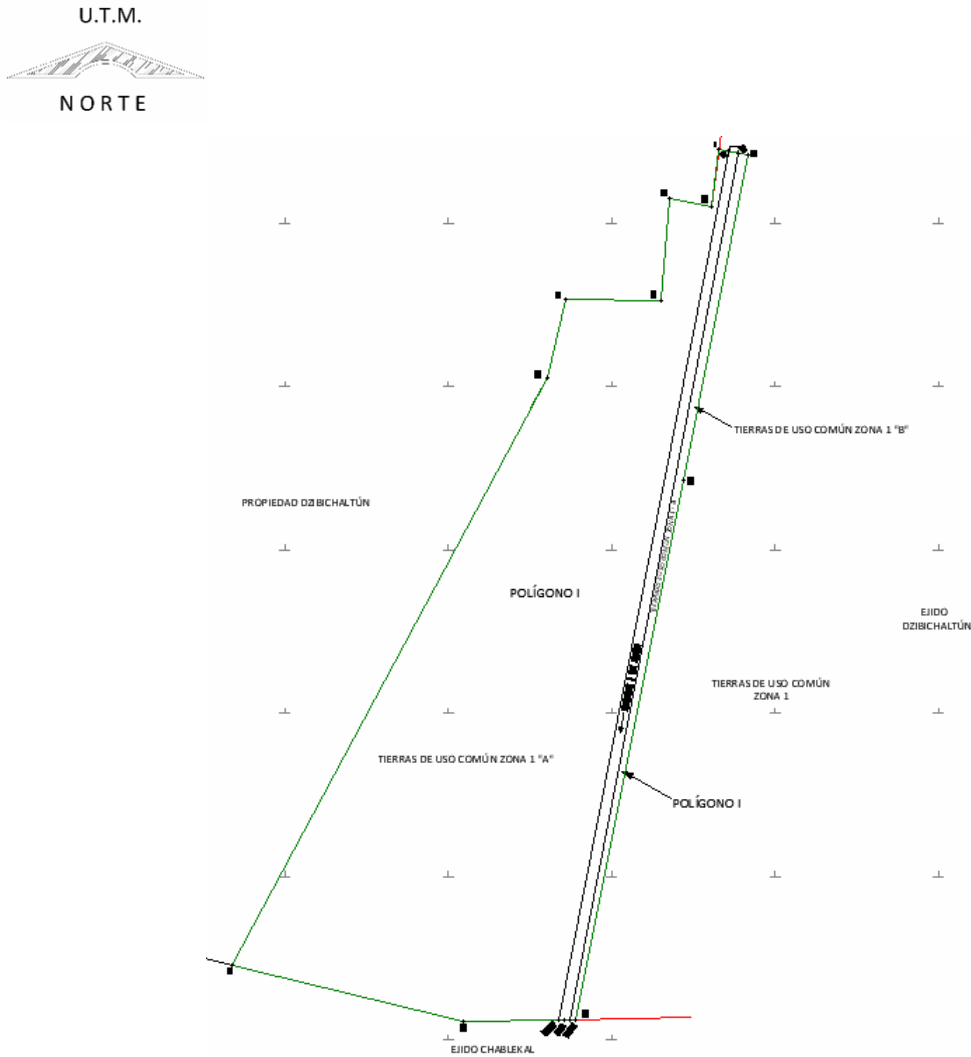 U.T.M.
NORTE
TIERRAS DE USO COMÚN ZONA 1 "B"
PROPIEDAD DZIBICHALTÚN
POLÍGONO I
EJIDO
DZIBICHALTÚN
TIERRAS DE USO COMÚN
ZONA 1
TIERRAS DE USO COMÚN ZONA 1 "A"
POLÍGONO I
EJIDO CHABLEKAL